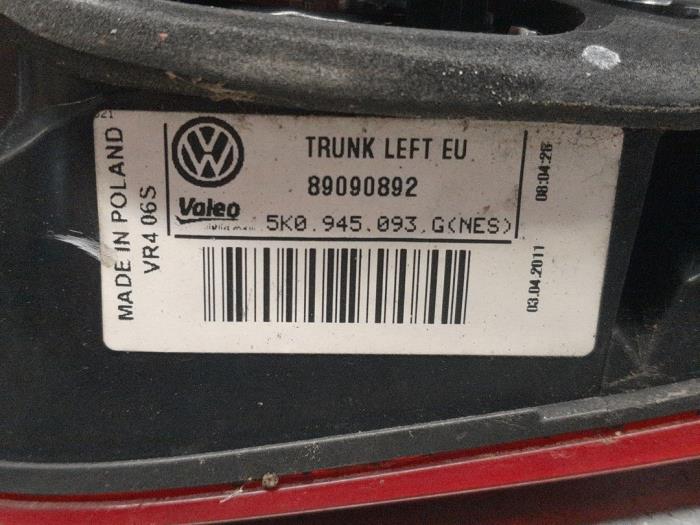 TRUNK LEFT EU
89090892
Valeo
5K0.945.093.G(NES)
MADE IN POLAND
VR4 06S
03.04.2011 08:04:26